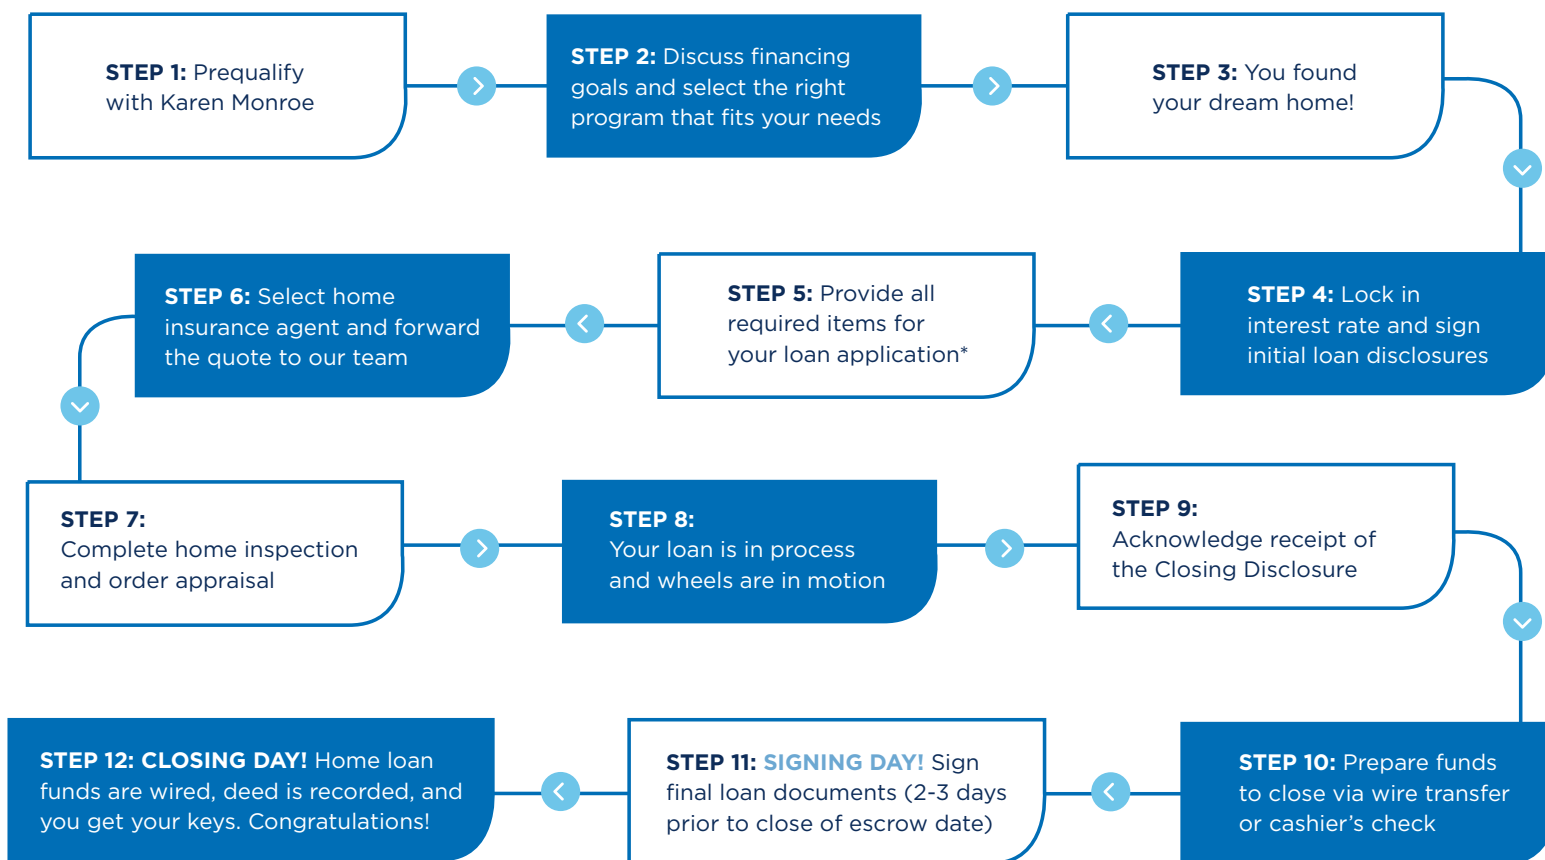 STEP 1: Prequalify
with Karen Monroe
STEP 2: Discuss financing
goals and select the right
program that fits your needs
STEP 3: You found
your dream home!
STEP 4: Lock in
interest rate and sign
initial loan disclosures
STEP 5: Provide all
required items for
your loan application*
STEP 6: Select home
insurance agent and forward
the quote to our team
STEP 7:
Complete home inspection
and order appraisal
STEP 8:
Your loan is in process
and wheels are in motion
STEP 9:
Acknowledge receipt of
the Closing Disclosure
STEP 10: Prepare funds
to close via wire transfer
or cashier’s check
STEP 11: SIGNING DAY! Sign
final loan documents (2-3 days
prior to close of escrow date)
STEP 12: CLOSING DAY! Home loan
funds are wired, deed is recorded, and
you get your keys. Congratulations!